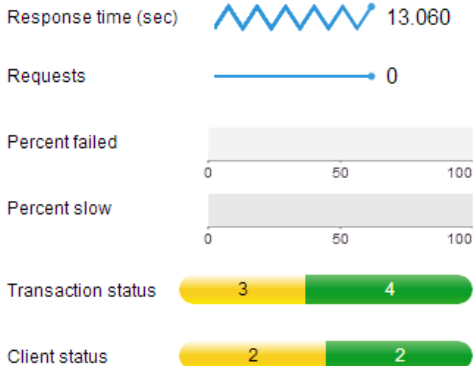 Response time (sec) 13.060
Requests 0
Percent failed
0 50 100
Percent slow
0 50 100
Transaction status 3 4
Client status 2 2